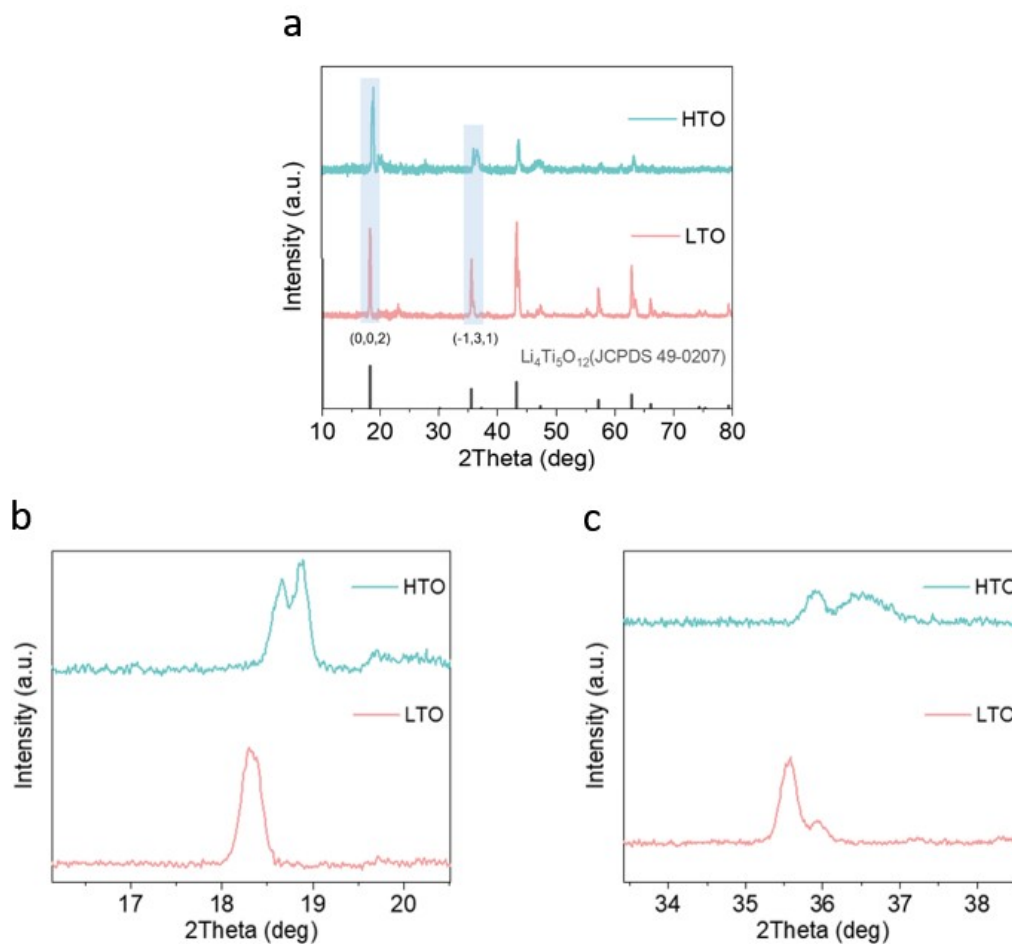 a
HTO
LTO
(0,0,2)
(-1,3,1)
Li₄Ti₅O₁₂(JCPDS 49-0207)
Intensity (a.u.)
10 20 30 40 50 60 70 80
2Theta (deg)
b
HTO
LTO
Intensity (a.u.)
17 18 19 20
2Theta (deg)
c
HTO
LTO
Intensity (a.u.)
34 35 36 37 38
2Theta (deg)